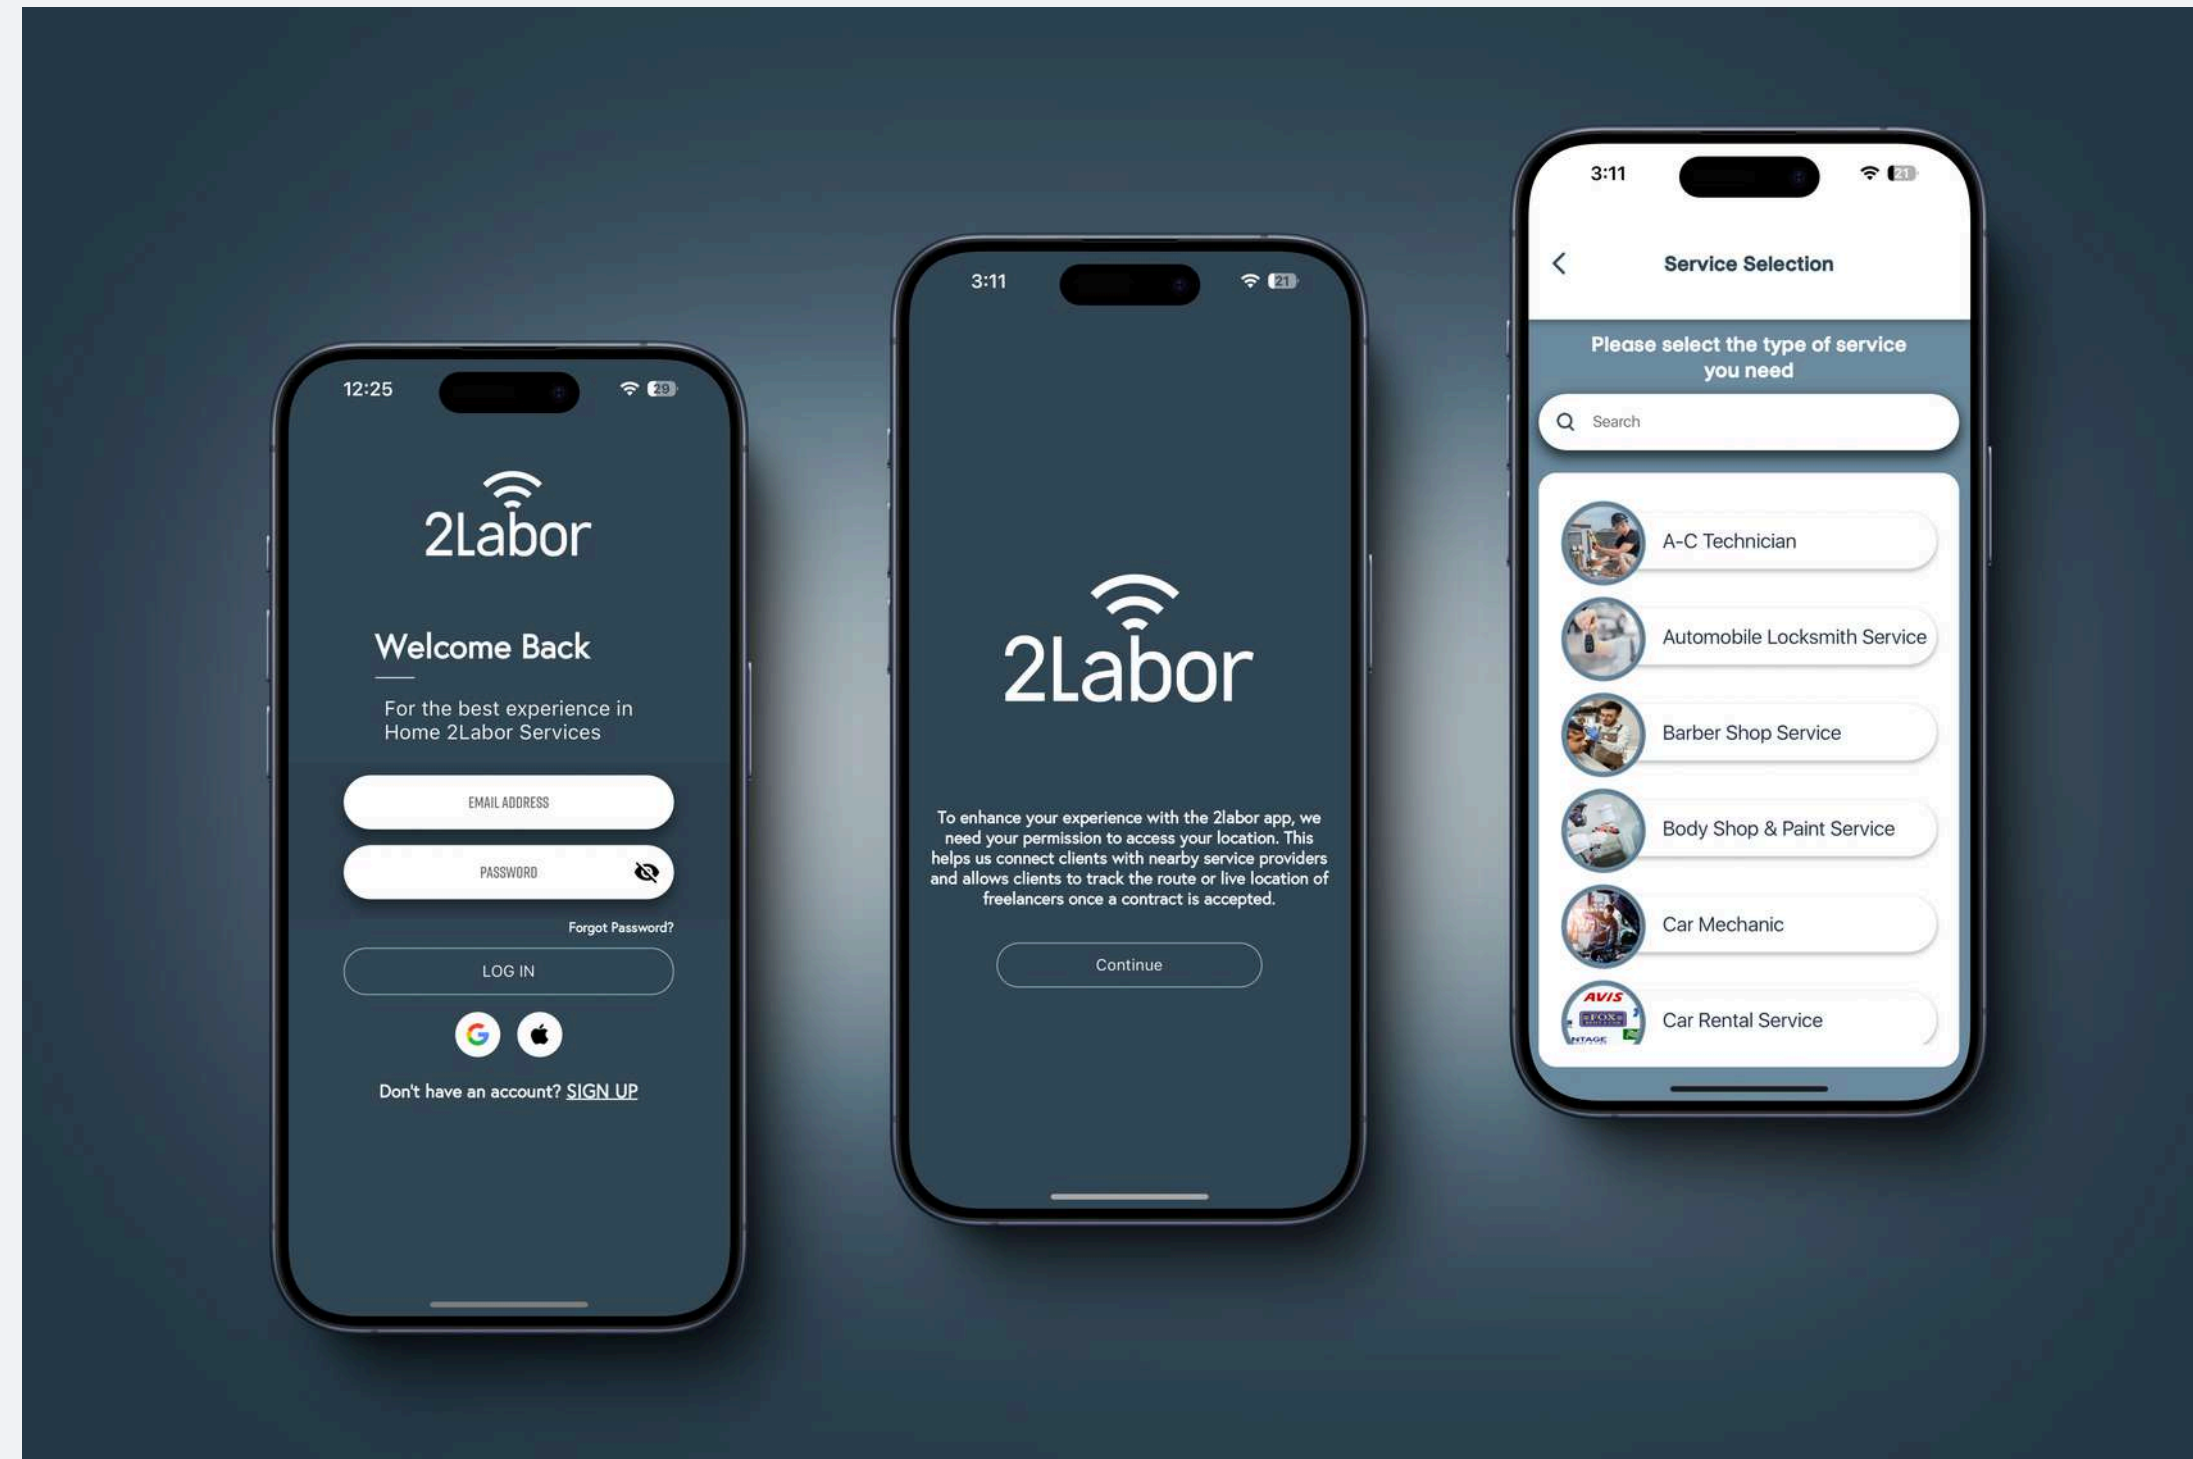 12:25
29
2Labor
Welcome Back
For the best experience in
Home 2Labor Services
EMAIL ADDRESS
PASSWORD
Forgot Password?
LOG IN
G
Don't have an account? SIGN UP
3:11
21
2Labor
To enhance your experience with the 2labor app, we
need your permission to access your location. This
helps us connect clients with nearby service providers
and allows clients to track the route or live location of
freelancers once a contract is accepted.
Continue
3:11
21
Service Selection
Please select the type of service
you need
Search
A-C Technician
Automobile Locksmith Service
Barber Shop Service
Body Shop & Paint Service
Car Mechanic
AVIS
FOX
NTAGE
Car Rental Service